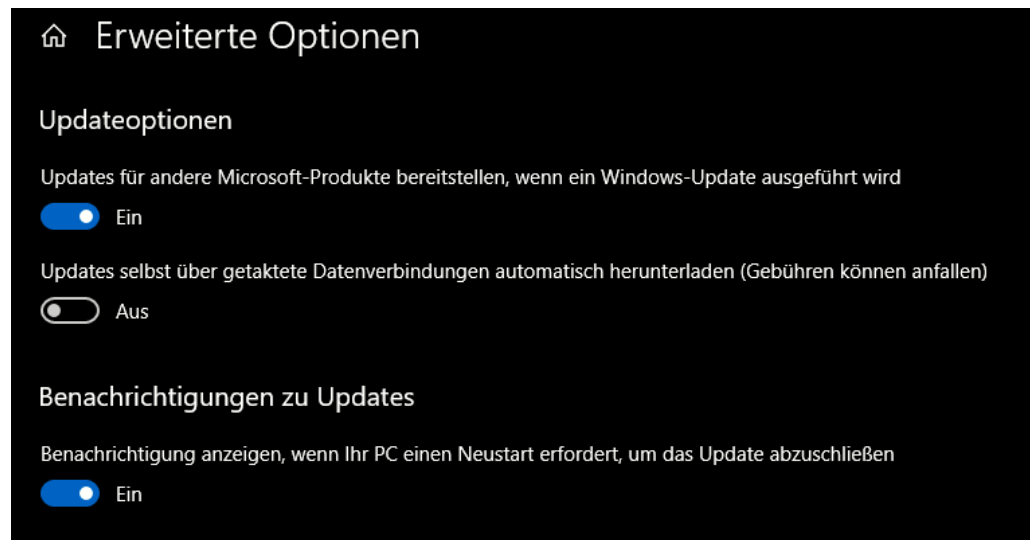 Erweiterte Optionen
Updateoptionen
Updates für andere Microsoft-Produkte bereitstellen, wenn ein Windows-Update ausgeführt wird
Ein
Updates selbst über getaktete Datenverbindungen automatisch herunterladen (Gebühren können anfallen)
Aus
Benachrichtigungen zu Updates
Benachrichtigung anzeigen, wenn Ihr PC einen Neustart erfordert, um das Update abzuschließen
Ein